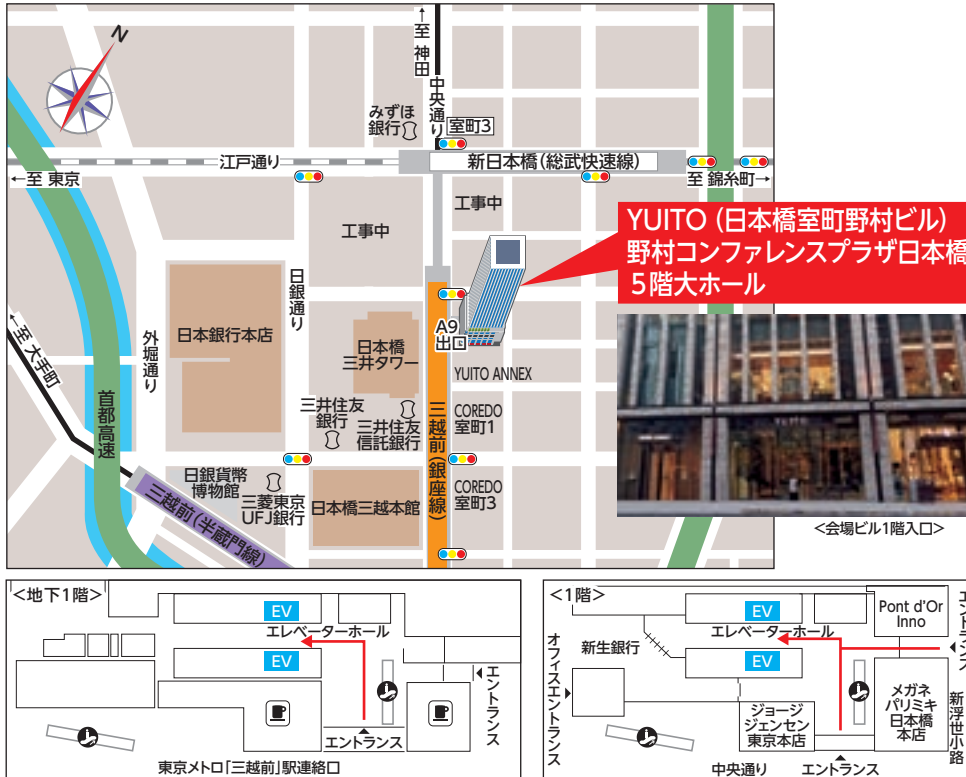 N
←至 神田
中央通り
みずほ
銀行
室町3
江戸通り
新日本橋(総武快速線)
←至 東京
至 錦糸町→
工事中
工事中
YUITO (日本橋室町野村ビル)
野村コンファレンスプラザ日本橋
5階大ホール
日銀通り
外堀通り
日本銀行本店
日本橋
三井タワー
A9
出口
←至 大手町
首都高速
YUITO ANNEX
三井住友
銀行
三井住友
信託銀行
三越前(銀座線)
COREDO
室町1
日銀貨幣
博物館
三菱東京
UFJ銀行
日本橋三越本館
COREDO
室町3
三越前(半蔵門線)
<会場ビル1階入口>
<地下1階>
EV
エレベーターホール
EV
エントランス
エントランス
東京メトロ「三越前」駅連絡口
<1階>
EV
エレベーターホール
EV
新生銀行
オフィスエントランス
Pont d'Or
Inno
エントランス
ジョージ
ジェンセン
東京本店
メガネ
パリミキ
日本橋
本店
新浮世小路
中央通り
エントランス